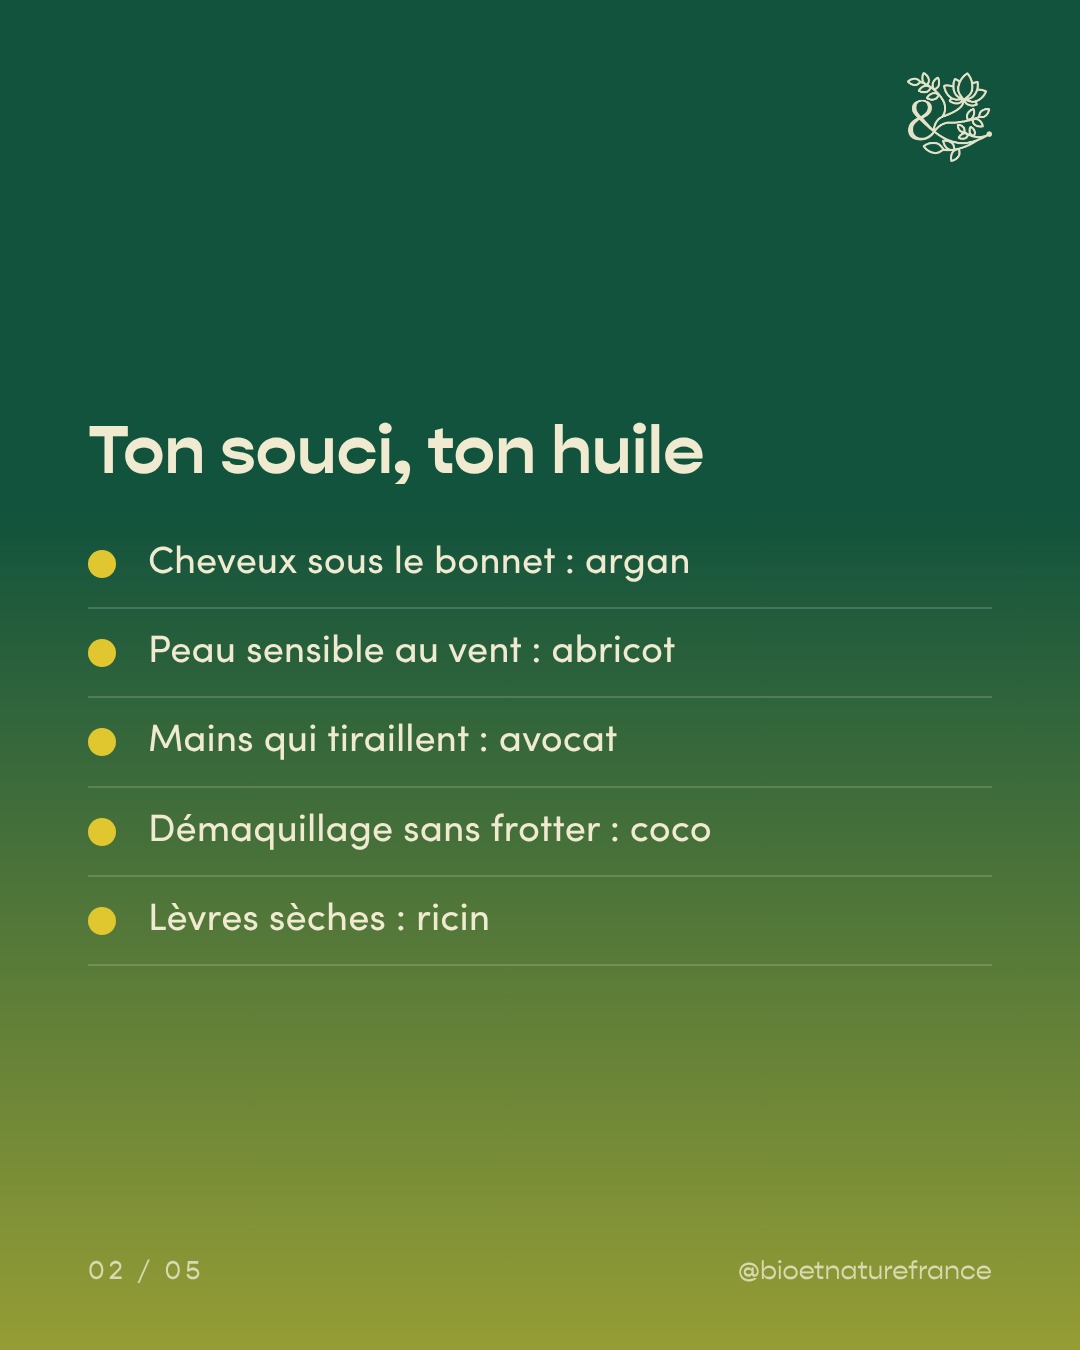 &
Ton souci, ton huile
Cheveux sous le bonnet : argan
Peau sensible au vent : abricot
Mains qui tiraillent : avocat
Démaquillage sans frotter : coco
Lèvres sèches : ricin
02 / 05
@bioetnaturefrance